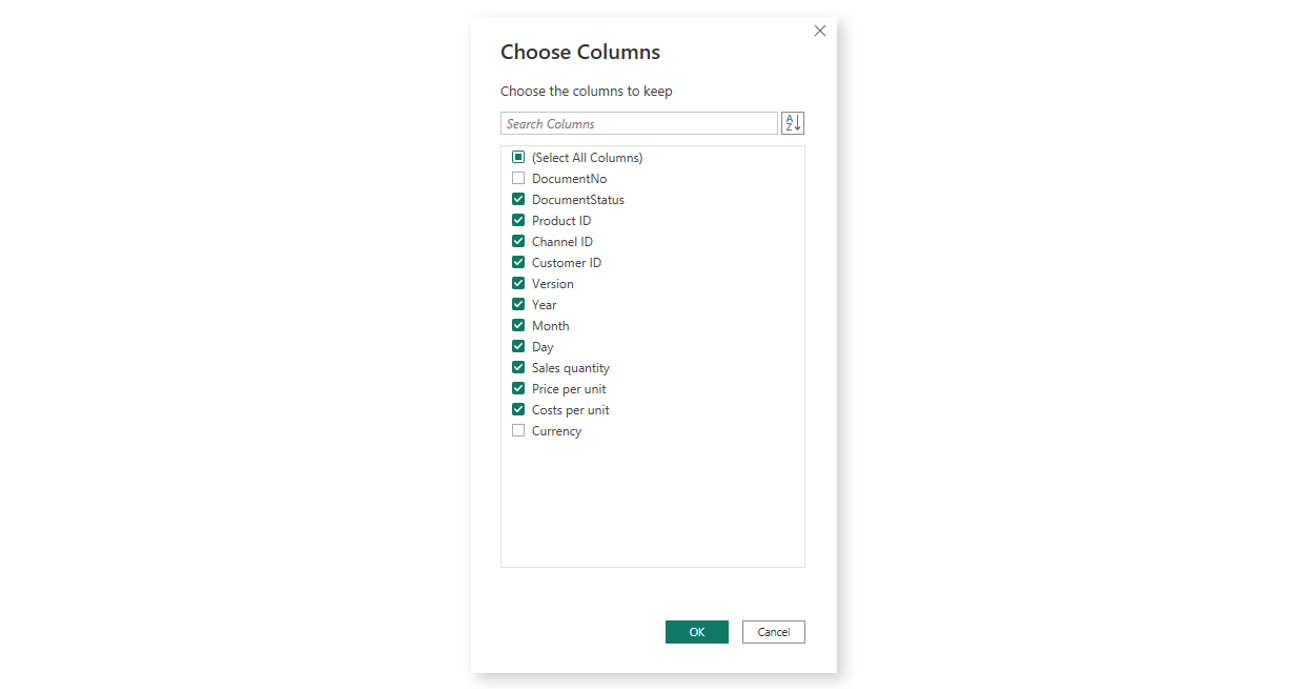 Choose Columns
Choose the columns to keep
Search Columns
AZ
(Select All Columns)
DocumentNo
DocumentStatus
Product ID
Channel ID
Customer ID
Version
Year
Month
Day
Sales quantity
Price per unit
Costs per unit
Currency
OK Cancel